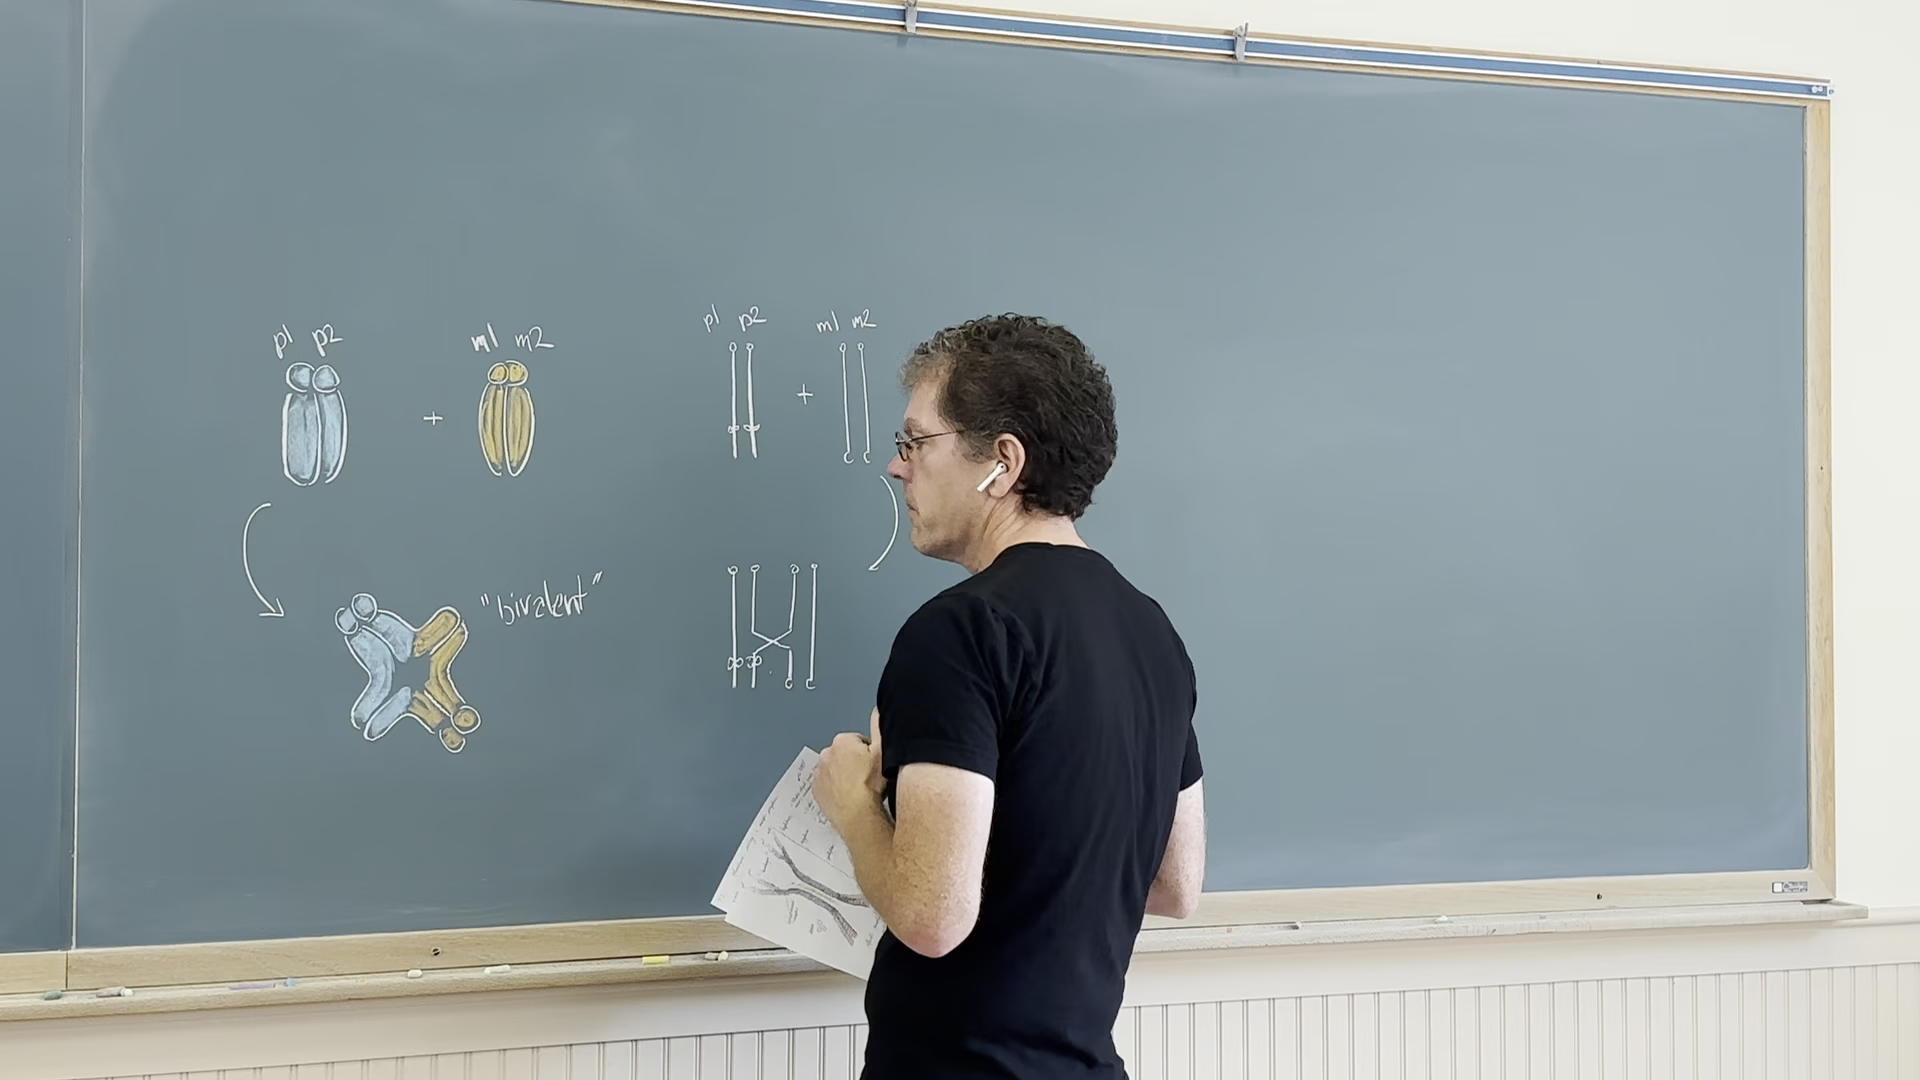 p1 p2
m1 m2
+
"bivalent"
p1 p2
m1 m2
+